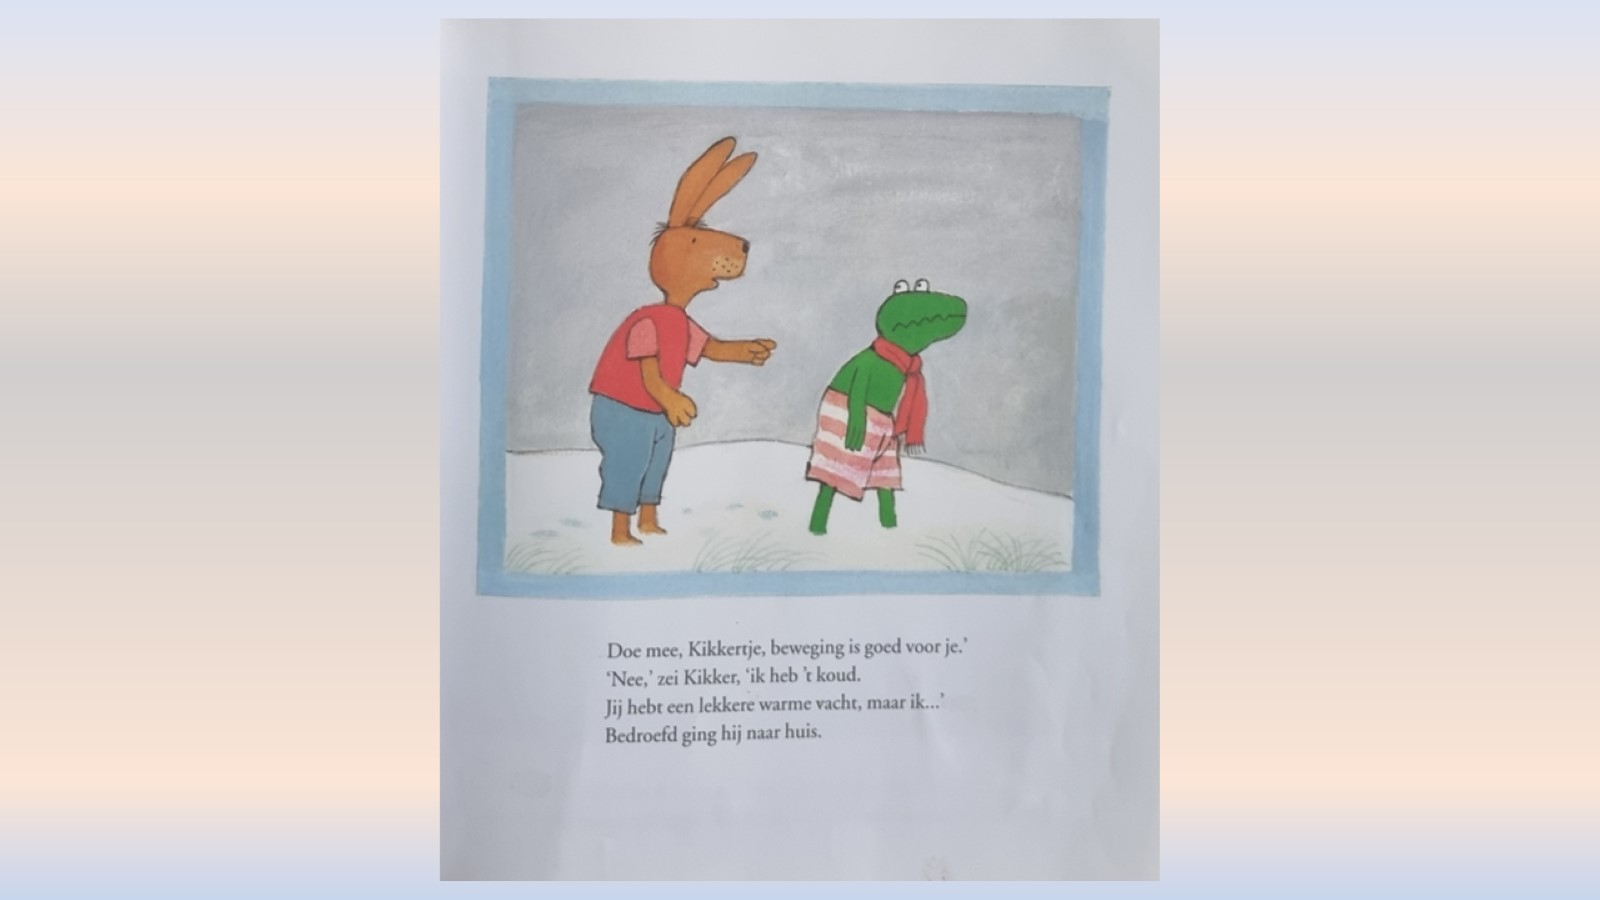 Doe mee, Kikkertje, beweging is goed voor je.’
‘Nee,’ zei Kikker, ‘ik heb ’t koud.
Jij hebt een lekkere warme vacht, maar ik...’
Bedroefd ging hij naar huis.